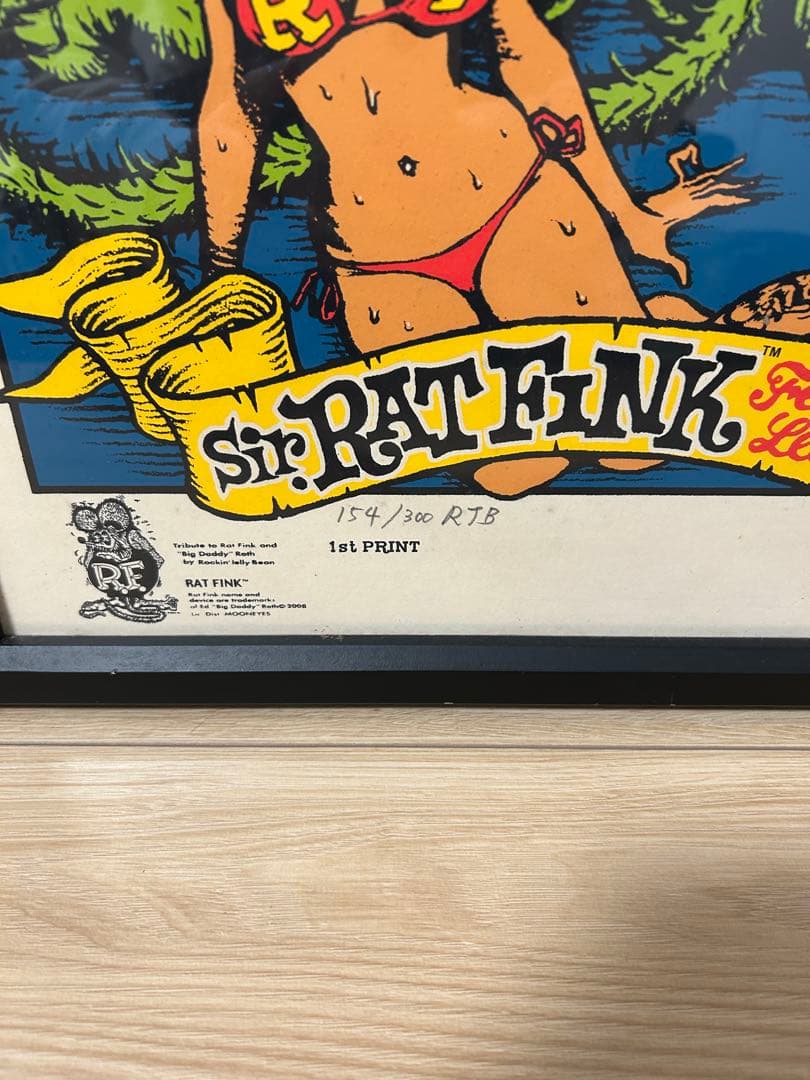 R
Sir. RAT FiNK™
154/300 RJB
1st PRINT
Tribute to Rat Fink and
"Big Daddy" Roth
by Rockin' Jelly Bean
R.F.
RAT FINK™
Rat Fink name and
device are trademarks
of Ed "Big Daddy" Roth© 2008
Lic. Dist. MOONEYES